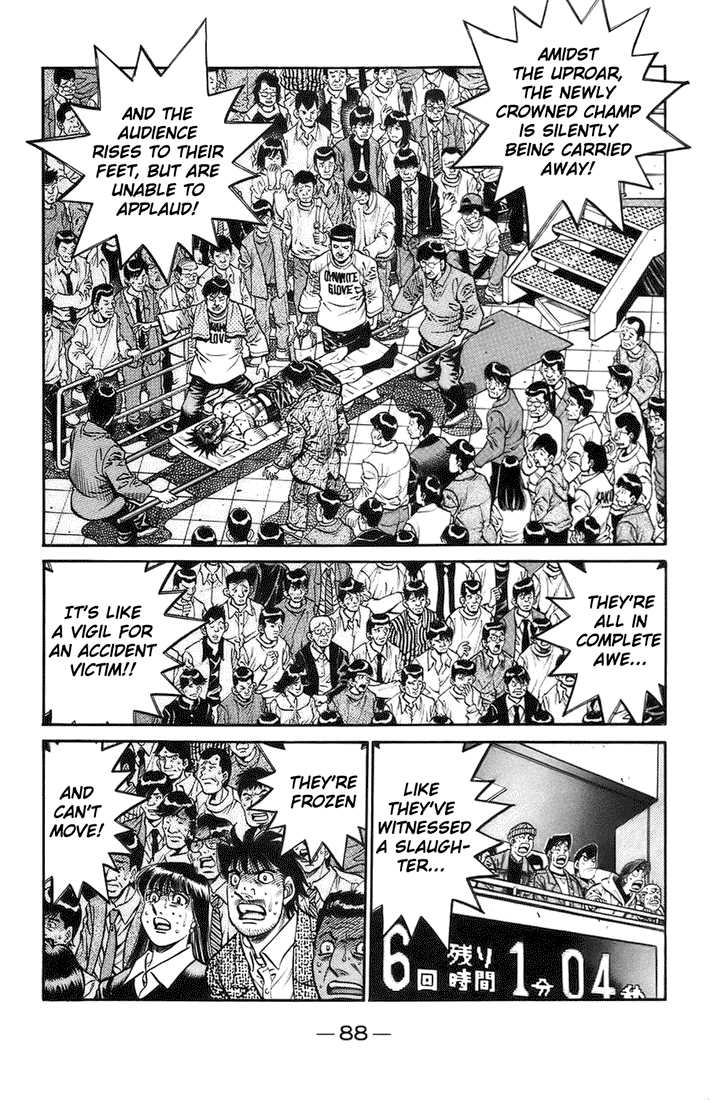 AMIDST
THE UPROAR,
THE NEWLY
CROWNED CHAMP
IS SILENTLY
BEING CARRIED
AWAY!
AND THE
AUDIENCE
RISES TO THEIR
FEET, BUT ARE
UNABLE TO
APPLAUD!
DYNAMITE
GLOVE
NAM
LOVE
SAKU
THEY'RE
ALL IN
COMPLETE
AWE...
IT'S LIKE
A VIGIL FOR
AN ACCIDENT
VICTIM!!
LIKE
THEY'VE
WITNESSED
A SLAUGH-
TER...
6回 残り時間 1分04秒
THEY'RE
FROZEN
AND
CAN'T
MOVE!
—88—